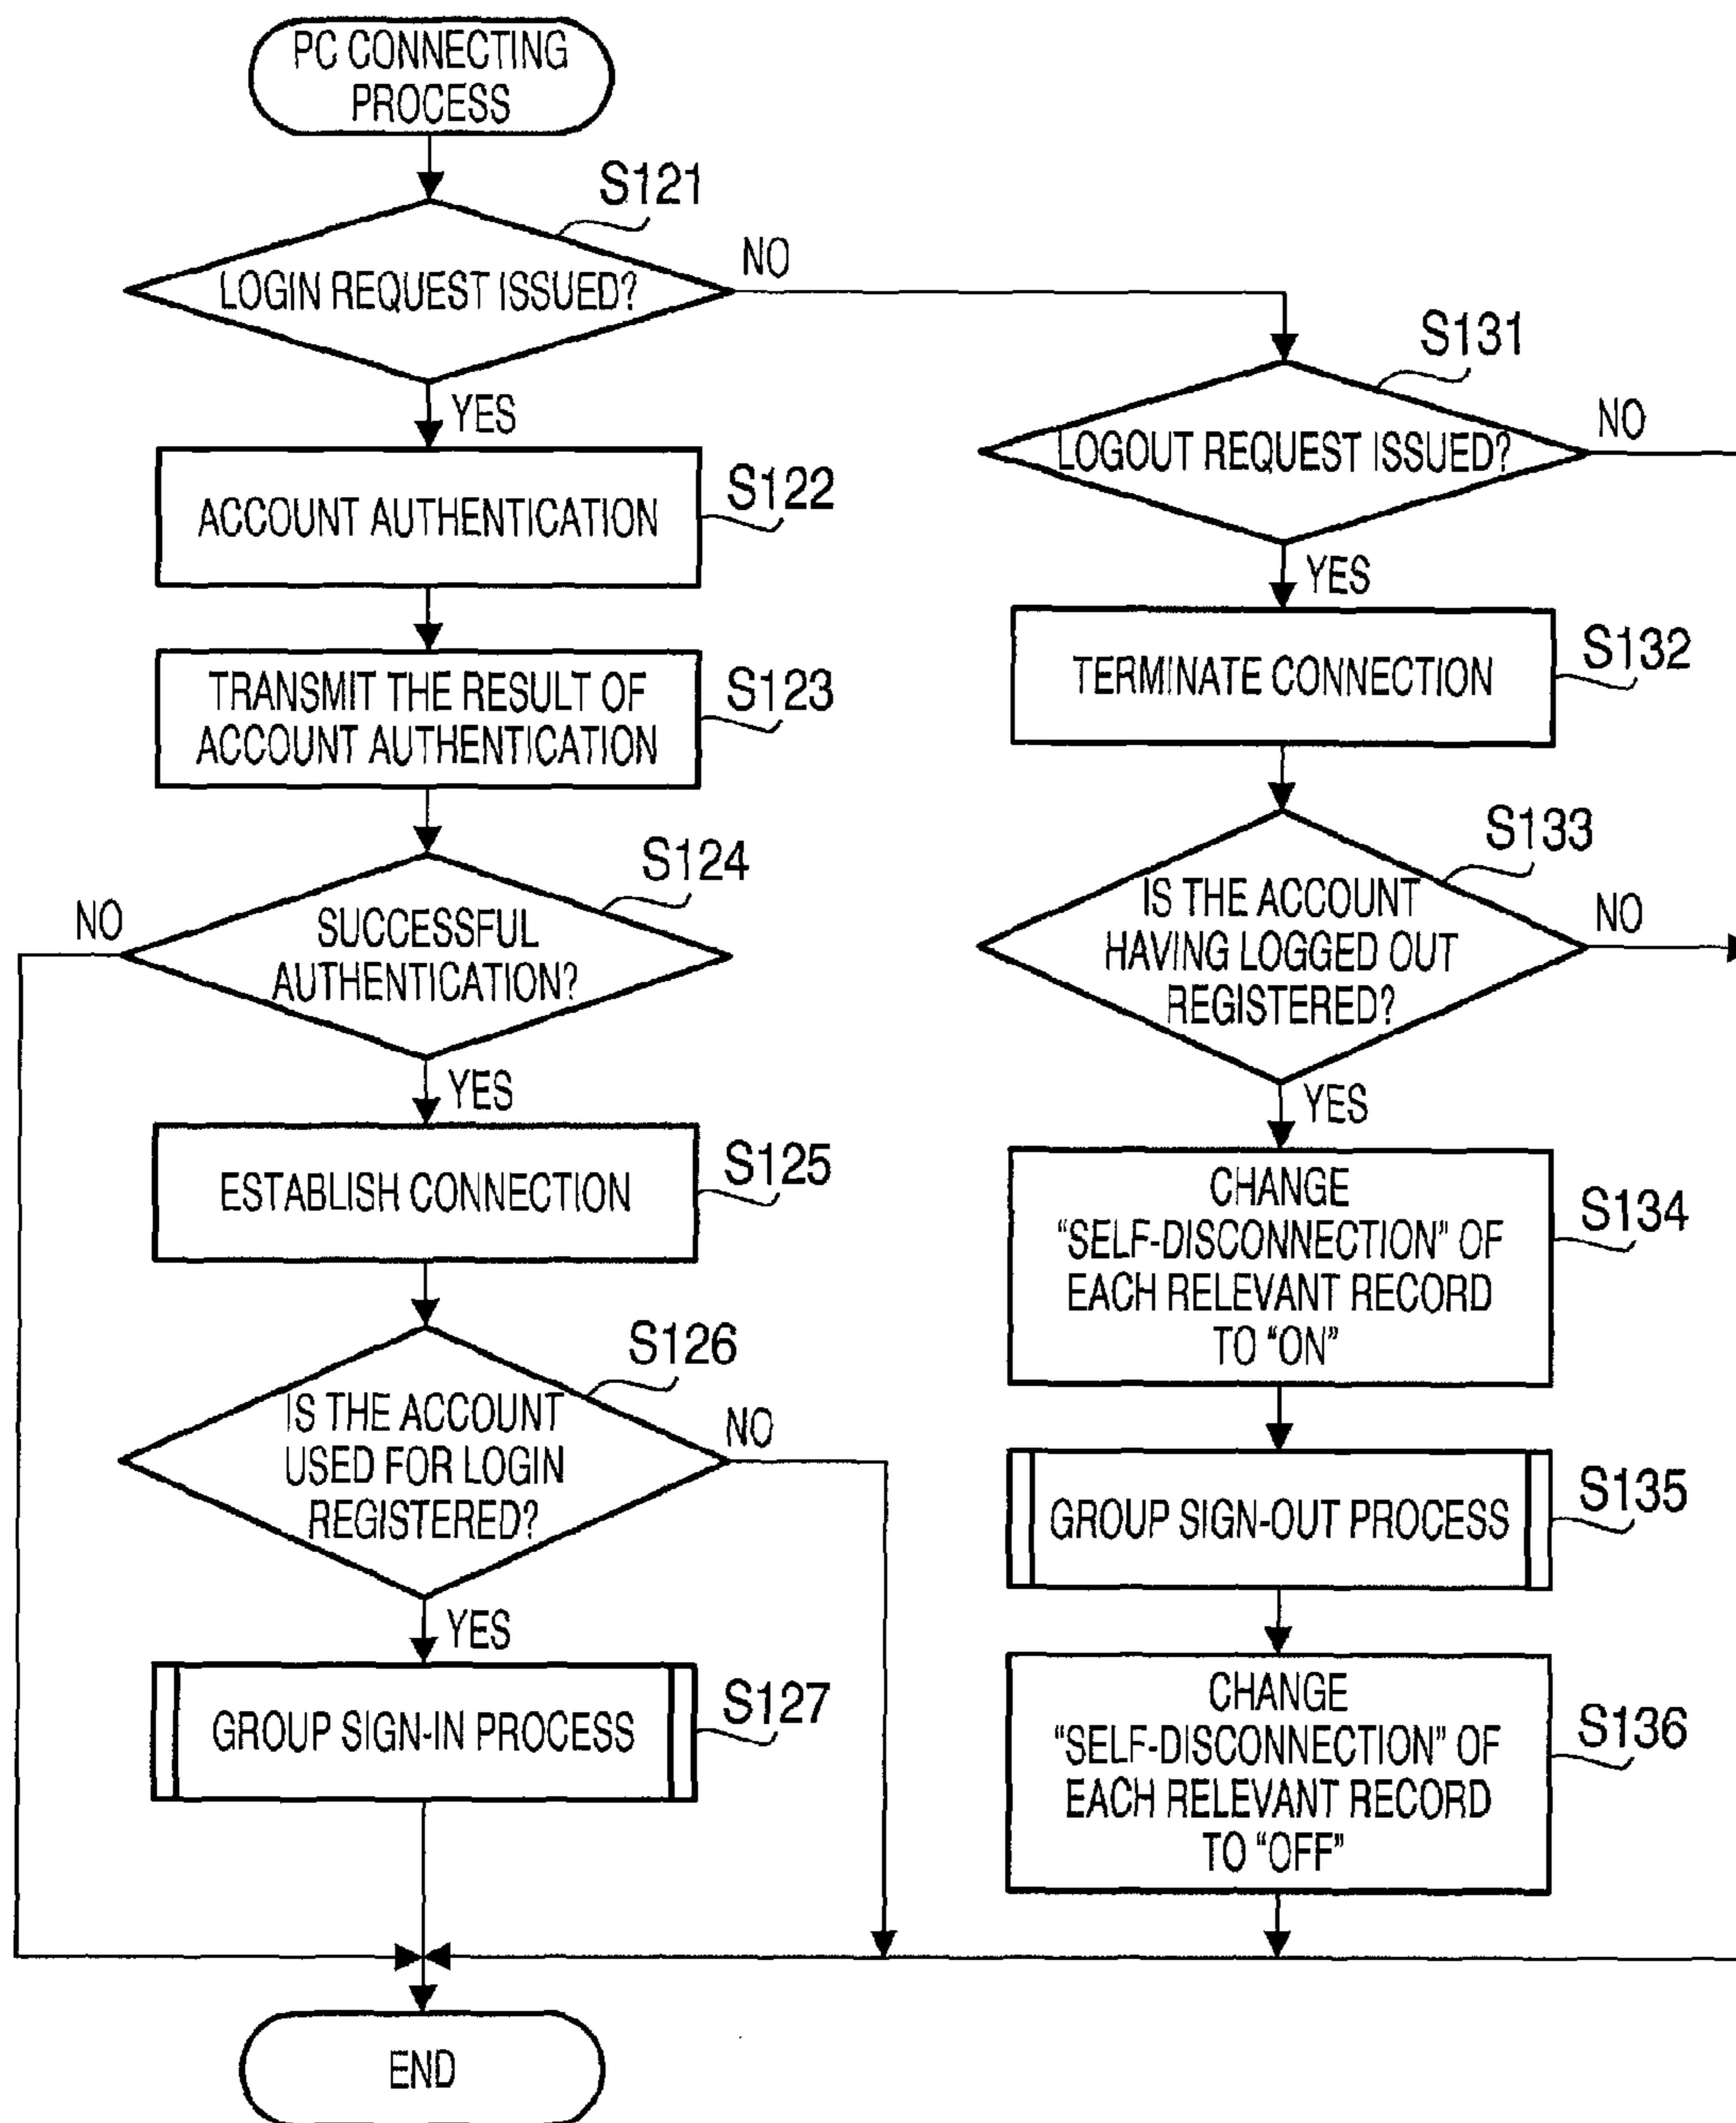 PC CONNECTING
PROCESS
S121
LOGIN REQUEST ISSUED?
NO
YES
S122
ACCOUNT AUTHENTICATION
S123
TRANSMIT THE RESULT OF
ACCOUNT AUTHENTICATION
S124
NO
SUCCESSFUL
AUTHENTICATION?
YES
S125
ESTABLISH CONNECTION
S126
IS THE ACCOUNT
USED FOR LOGIN
REGISTERED?
NO
YES
S127
GROUP SIGN-IN PROCESS
S131
LOGOUT REQUEST ISSUED?
NO
YES
S132
TERMINATE CONNECTION
S133
IS THE ACCOUNT
HAVING LOGGED OUT
REGISTERED?
NO
YES
S134
CHANGE
“SELF-DISCONNECTION” OF
EACH RELEVANT RECORD
TO “ON”
S135
GROUP SIGN-OUT PROCESS
S136
CHANGE
“SELF-DISCONNECTION” OF
EACH RELEVANT RECORD
TO “OFF”
END